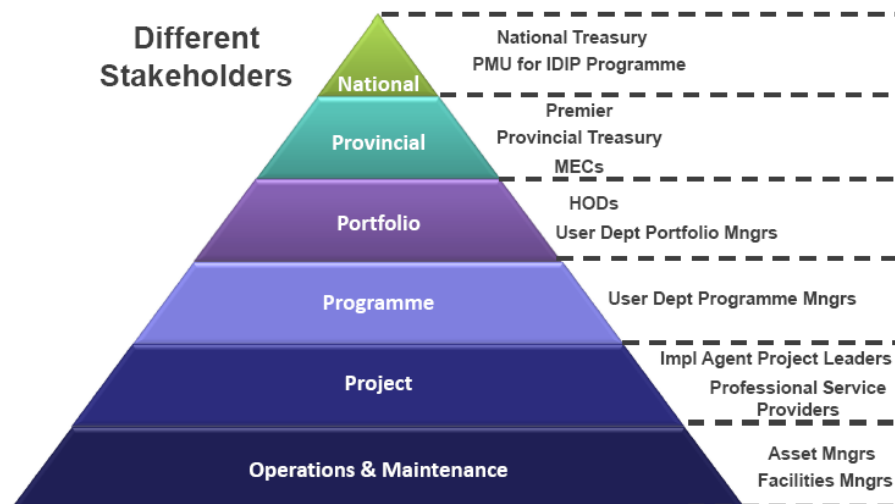 Different
Stakeholders
National
National Treasury
PMU for IDIP Programme
Provincial
Premier
Provincial Treasury
MECs
Portfolio
HODs
User Dept Portfolio Mngrs
Programme
User Dept Programme Mngrs
Project
Impl Agent Project Leaders
Professional Service
Providers
Operations & Maintenance
Asset Mngrs
Facilities Mngrs